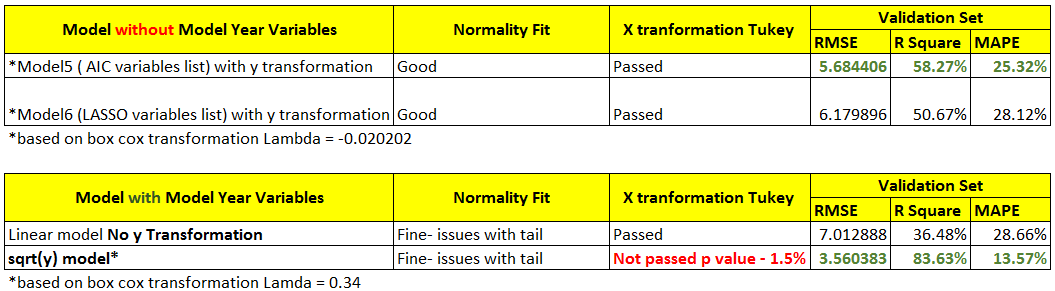 Model without Model Year Variables Normality Fit X tranformation Tukey Validation Set
RMSE R Square MAPE
*Model5 ( AIC variables list) with y transformation Good Passed 5.684406 58.27% 25.32%
*Model6 (LASSO variables list) with y transformation Good Passed 6.179896 50.67% 28.12%
*based on box cox transformation Lambda = -0.020202
Model with Model Year Variables Normality Fit X tranformation Tukey Validation Set
RMSE R Square MAPE
Linear model No y Transformation Fine- issues with tail Passed 7.012888 36.48% 28.66%
sqrt(y) model* Fine- issues with tail Not passed p value - 1.5% 3.560383 83.63% 13.57%
*based on box cox transformation Lamda = 0.34